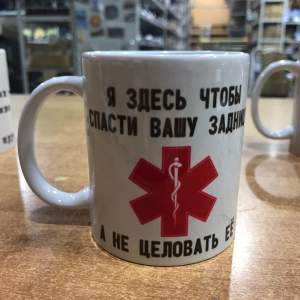 Я ЗДЕСЬ ЧТОБЫ
СПАСТИ ВАШУ ЗАДНИЦ
А НЕ ЦЕЛОВАТЬ ЕЁ